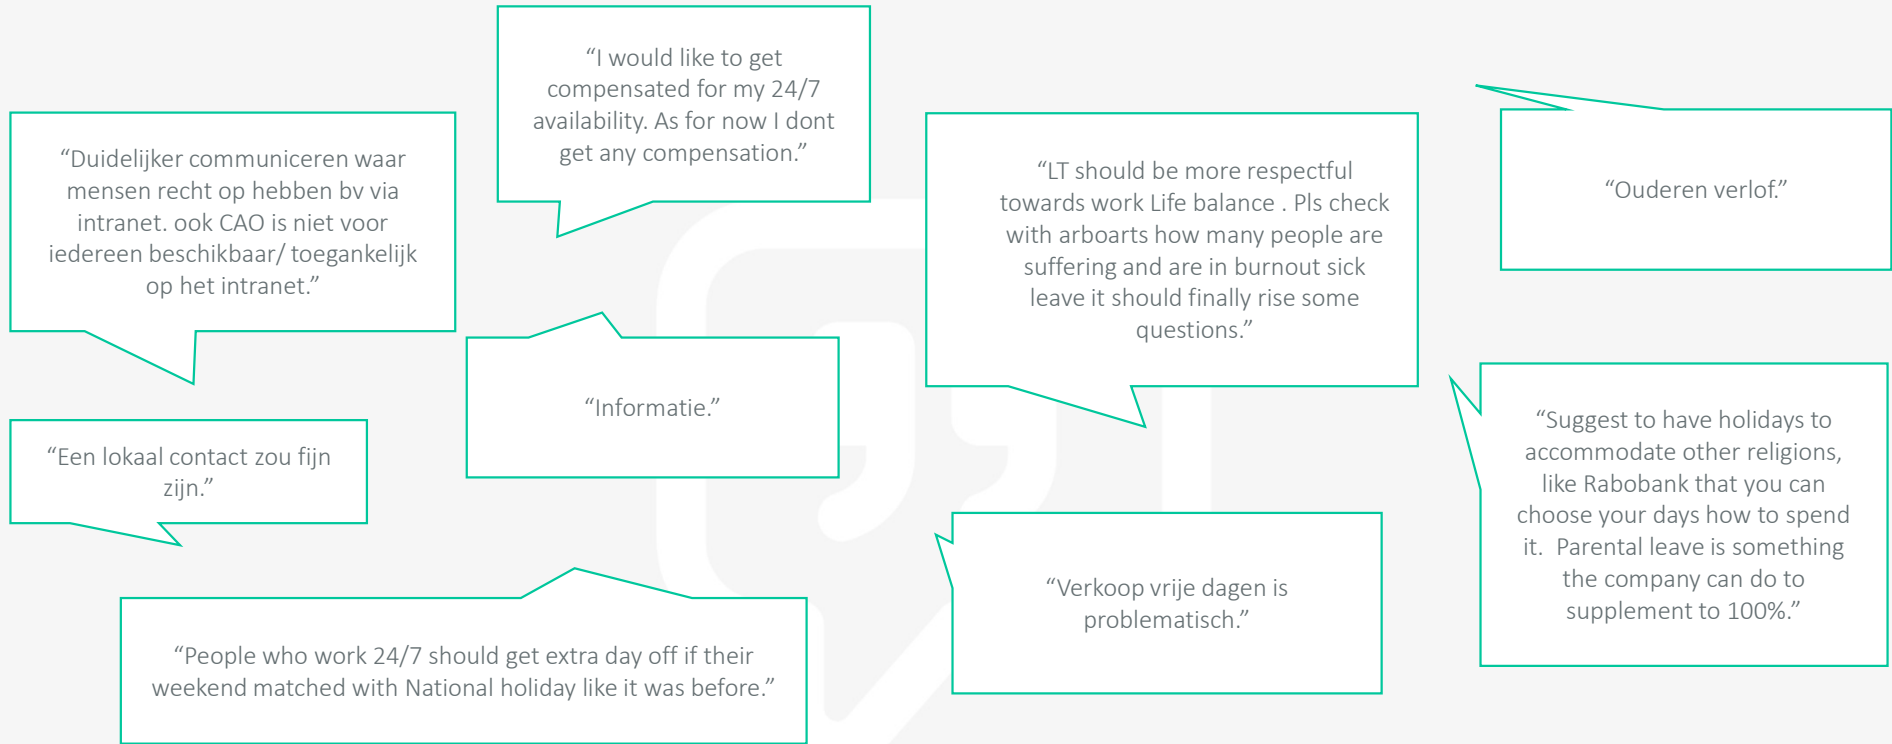 “I would like to get
compensated for my 24/7
availability. As for now I dont
get any compensation.”
“Duidelijker communiceren waar
mensen recht op hebben bv via
intranet. ook CAO is niet voor
iedereen beschikbaar/ toegankelijk
op het intranet.”
“LT should be more respectful
towards work Life balance . Pls check
with arboarts how many people are
suffering and are in burnout sick
leave it should finally rise some
questions.”
“Ouderen verlof.”
“Informatie.”
“Een lokaal contact zou fijn
zijn.”
“Suggest to have holidays to
accommodate other religions,
like Rabobank that you can
choose your days how to spend
it.  Parental leave is something
the company can do to
supplement to 100%.”
“Verkoop vrije dagen is
problematisch.”
“People who work 24/7 should get extra day off if their
weekend matched with National holiday like it was before.”